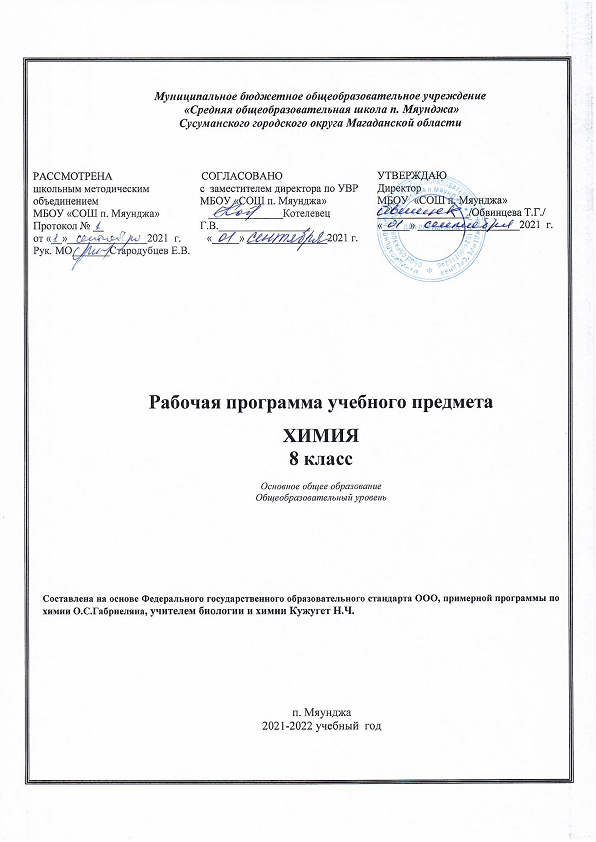 Муниципальное бюджетное общеобразовательное учреждение
«Средняя общеобразовательная школа п. Мяунджа»
Сусуманского городского округа Магаданской области
РАССМОТРЕНА
школьным методическим
объединением
МБОУ «СОШ п. Мяунджа»
Протокол № 1
от «1» сентября 2021 г.
Рук. МО Стародубцев Е.В.
СОГЛАСОВАНО
с заместителем директора по УВР
МБОУ «СОШ п. Мяунджа»
Котелевец
Г.В.
«01» сентября 2021 г.
УТВЕРЖДАЮ
Директор
МБОУ «СОШ п. Мяунджа»
/Обвинцева Т.Г./
«01» сентября 2021 г.
Рабочая программа учебного предмета
ХИМИЯ
8 класс
Основное общее образование
Общеобразовательный уровень
Составлена на основе Федерального государственного образовательного стандарта ООО, примерной программы по
химии О.С.Габриеляна, учителем биологии и химии Кужугет Н.Ч.
п. Мяунджа
2021-2022 учебный год